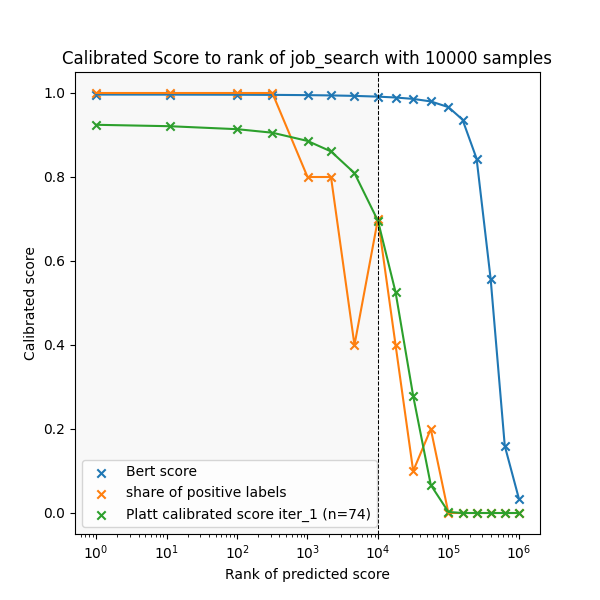 Calibrated Score to rank of job_search with 10000 samples
1.0
0.8
0.6
0.4
0.2
0.0
Calibrated score
Bert score
share of positive labels
Platt calibrated score iter_1 (n=74)
10⁰ 10¹ 10² 10³ 10⁴ 10⁵ 10⁶
Rank of predicted score